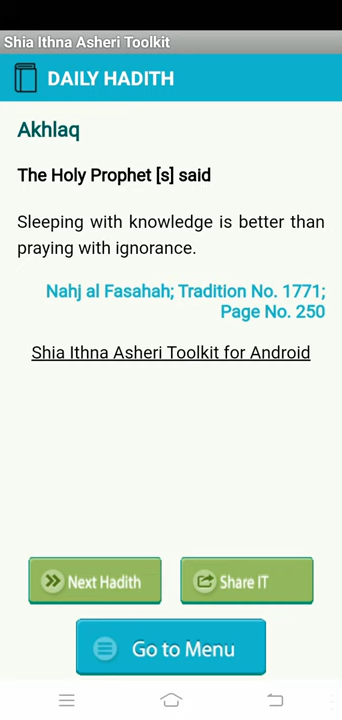 Shia Ithna Asheri Toolkit
DAILY HADITH
Akhlaq
The Holy Prophet [s] said
Sleeping with knowledge is better than
praying with ignorance.
Nahj al Fasahah; Tradition No. 1771;
Page No. 250
Shia Ithna Asheri Toolkit for Android
Next Hadith
Share IT
Go to Menu